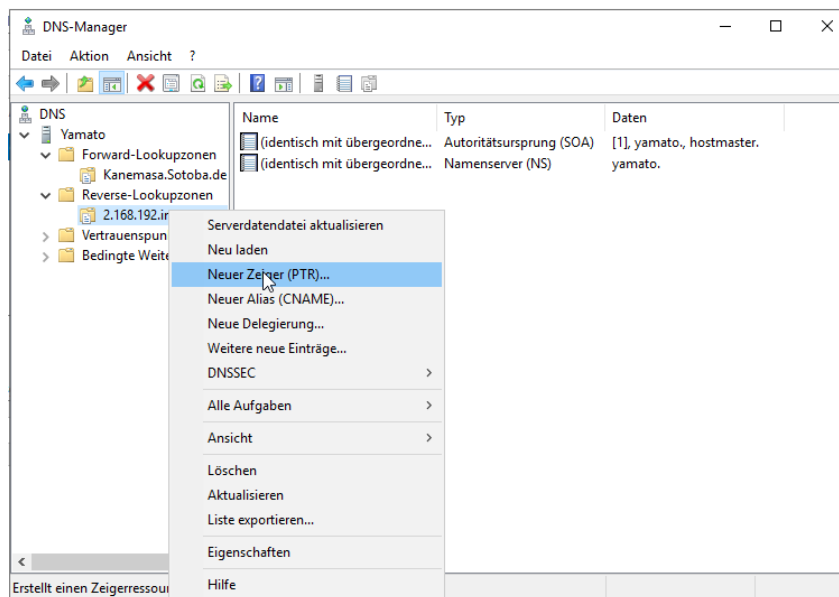 DNS-Manager
Datei Aktion Ansicht ?
DNS
Yamato
Forward-Lookupzonen
Kanemasa.Sotoba.de
Reverse-Lookupzonen
2.168.192.in
Vertrauenspun
Bedingte Weite
Name Typ Daten
(identisch mit übergeordne... Autoritätsursprung (SOA) [1], yamato., hostmaster.
(identisch mit übergeordne... Namenserver (NS) yamato.
Serverdatendatei aktualisieren
Neu laden
Neuer Zeiger (PTR)...
Neuer Alias (CNAME)...
Neue Delegierung...
Weitere neue Einträge...
DNSSEC
Alle Aufgaben
Ansicht
Löschen
Aktualisieren
Liste exportieren...
Eigenschaften
Hilfe
Erstellt einen Zeigerressour